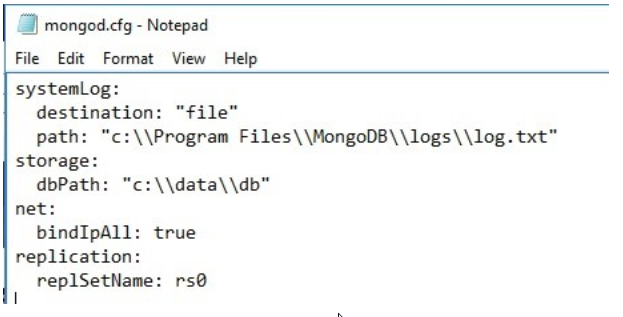 mongod.cfg - Notepad
File Edit Format View Help
systemLog:
  destination: "file"
  path: "c:\\Program Files\\MongoDB\\logs\\log.txt"
storage:
  dbPath: "c:\\data\\db"
net:
  bindIpAll: true
replication:
  replSetName: rs0